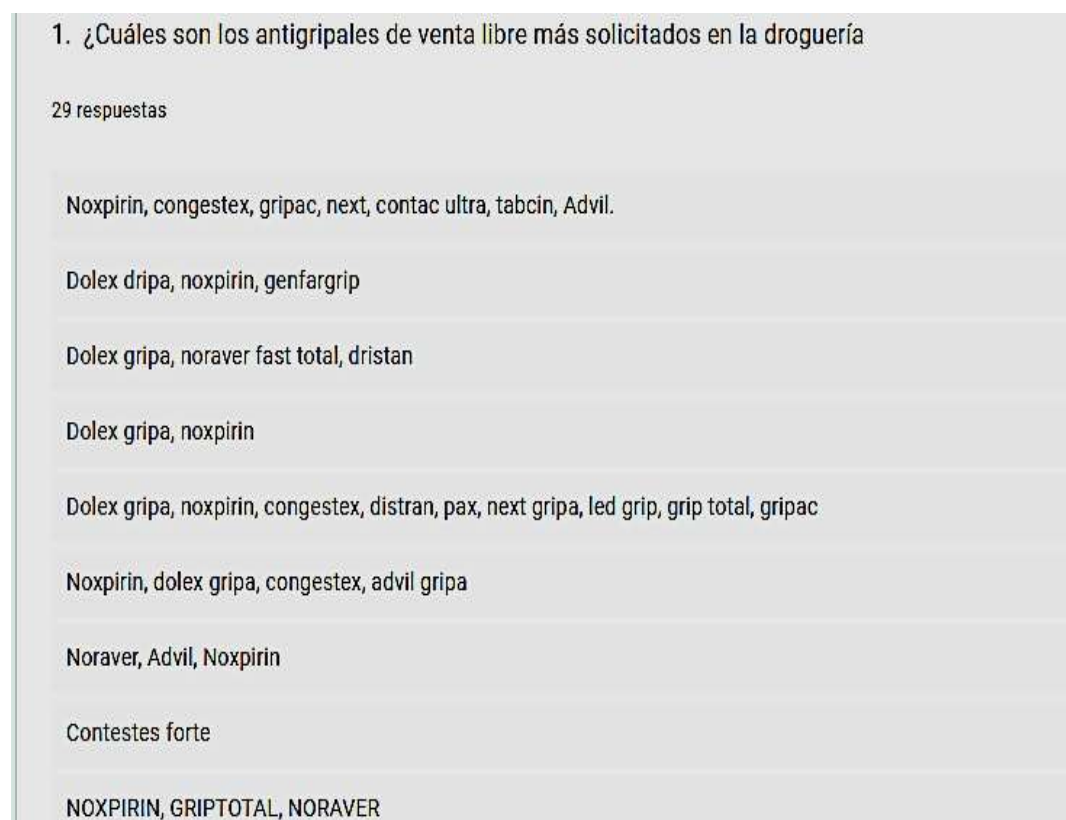 1. ¿Cuáles son los antigripales de venta libre más solicitados en la droguería
29 respuestas
Noxpirin, congestex, gripac, next, contac ultra, tabcin, Advil.
Dolex dripa, noxpirin, genfargrip
Dolex gripa, noraver fast total, dristan
Dolex gripa, noxpirin
Dolex gripa, noxpirin, congestex, distran, pax, next gripa, led grip, grip total, gripac
Noxpirin, dolex gripa, congestex, advil gripa
Noraver, Advil, Noxpirin
Contestes forte
NOXPIRIN, GRIPTOTAL, NORAVER